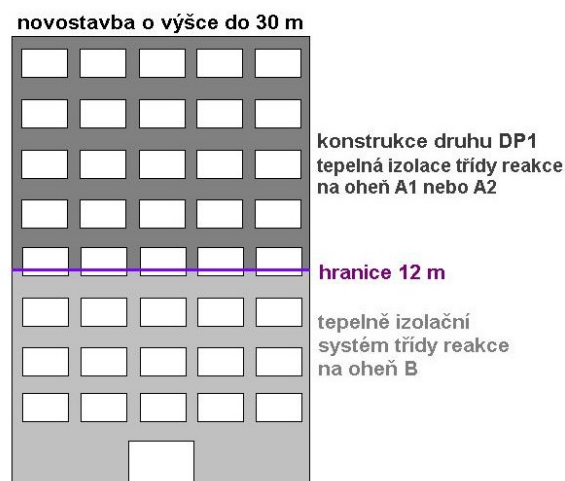 novostavba o výšce do 30 m
konstrukce druhu DP1
tepelná izolace třídy reakce
na oheň A1 nebo A2
hranice 12 m
tepelně izolační
systém třídy reakce
na oheň B